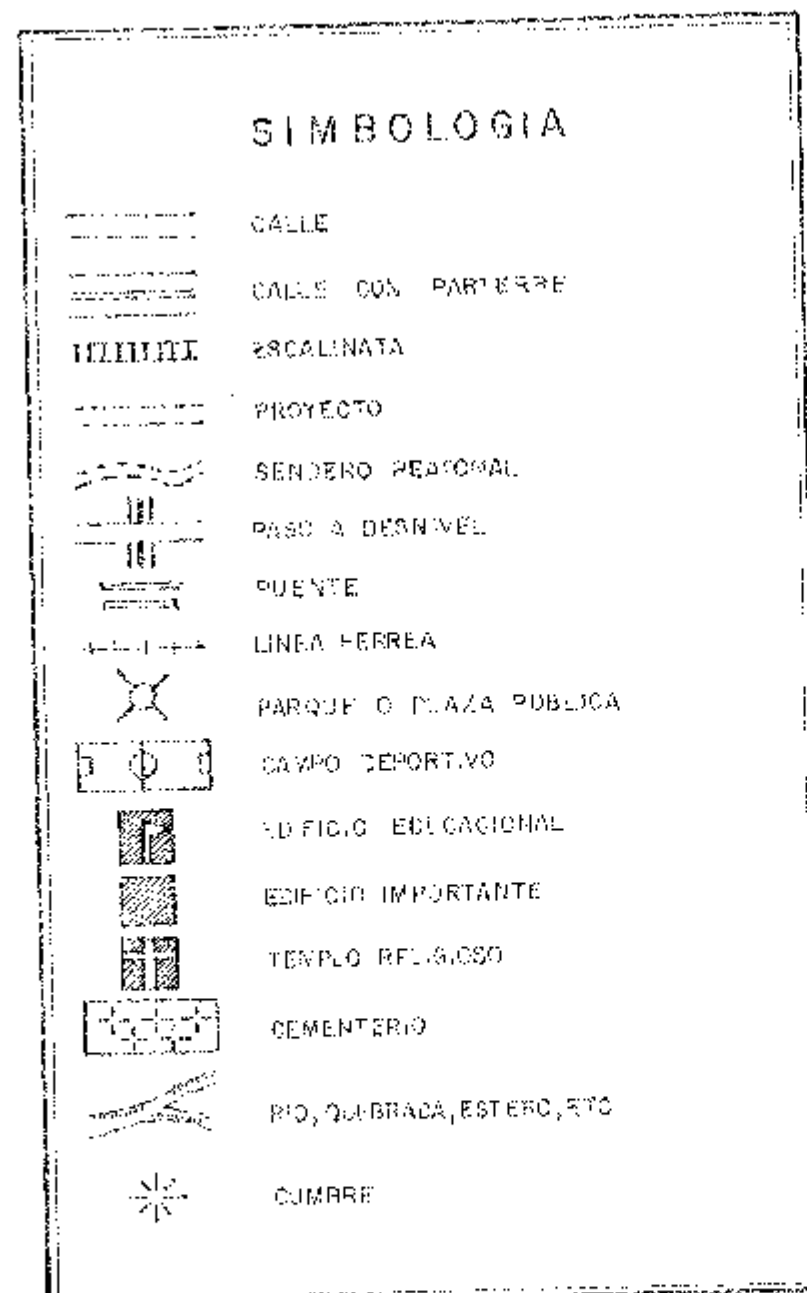 SIMBOLOGIA
CALLE
CALLE CON PARTERRE
ESCALINATA
PROYECTO
SENDERO PEATONAL
PASO A DESNIVEL
PUENTE
LINEA FERREA
PARQUE O PLAZA PUBLICA
CAMPO DEPORTIVO
EDIFICIO EDUCACIONAL
EDIFICIO IMPORTANTE
TEMPLO RELIGIOSO
CEMENTERIO
RIO, QUEBRADA, ESTERO, ETC
CUMBRE